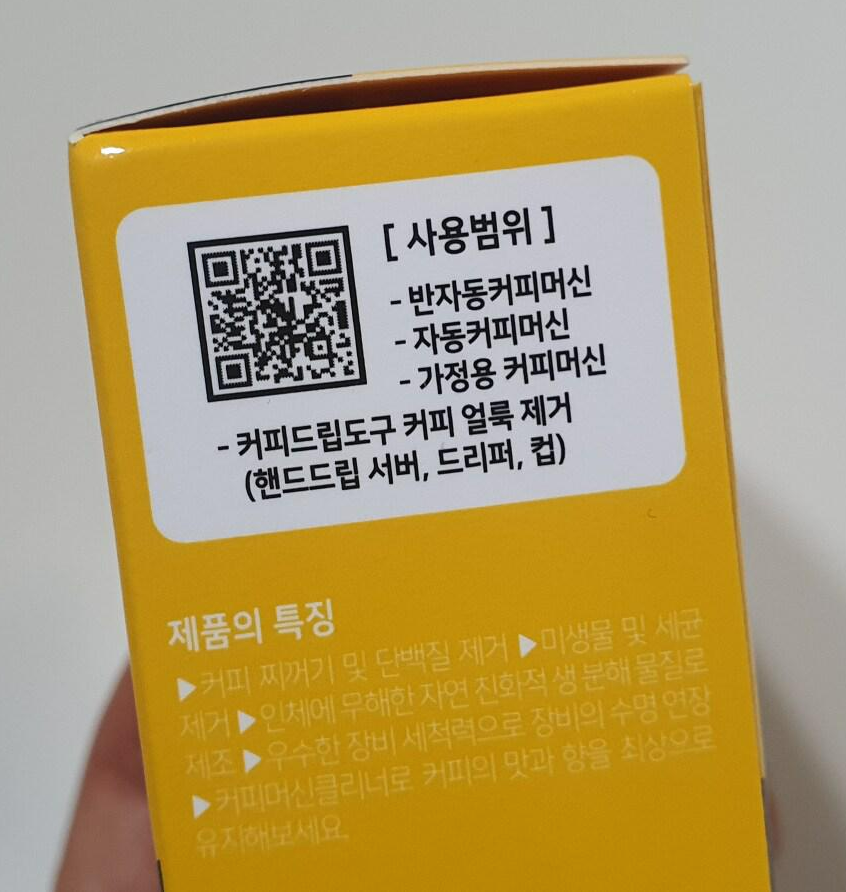 [ 사용범위 ]
- 반자동커피머신
- 자동커피머신
- 가정용 커피머신
- 커피드립도구 커피 얼룩 제거
(핸드드립 서버, 드리퍼, 컵)
제품의 특징
▶커피 찌꺼기 및 단백질 제거 ▶미생물 및 세균
제거 ▶인체에 무해한 자연 친화적 생 분해 물질로
제조 ▶우수한 장비 세척력으로 장비의 수명 연장
▶커피머신클리너로 커피의 맛과 향을 최상으로
유지해보세요.